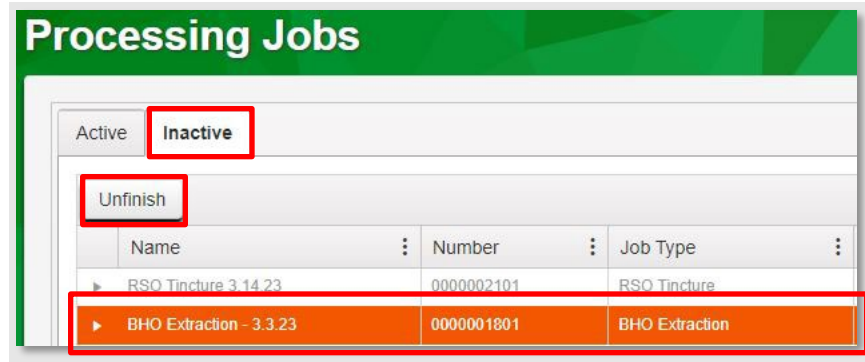 Processing Jobs
Active Inactive
Unfinish
Name Number Job Type
RSO Tincture 3.14.23 0000002101 RSO Tincture
BHO Extraction - 3.3.23 0000001801 BHO Extraction